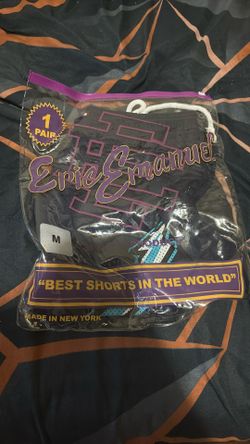 1
PAIR
Eric Emanuel
M
"BEST SHORTS IN THE WORLD"
MADE IN NEW YORK